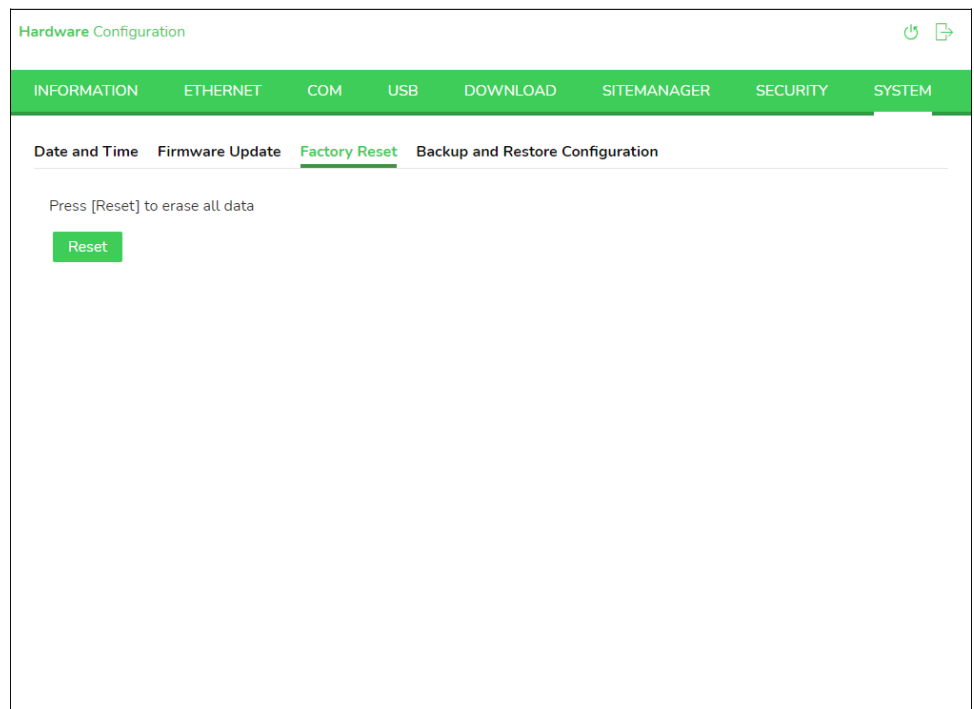 Hardware Configuration
INFORMATION ETHERNET COM USB DOWNLOAD SITEMANAGER SECURITY SYSTEM
Date and Time Firmware Update Factory Reset Backup and Restore Configuration
Press [Reset] to erase all data
Reset